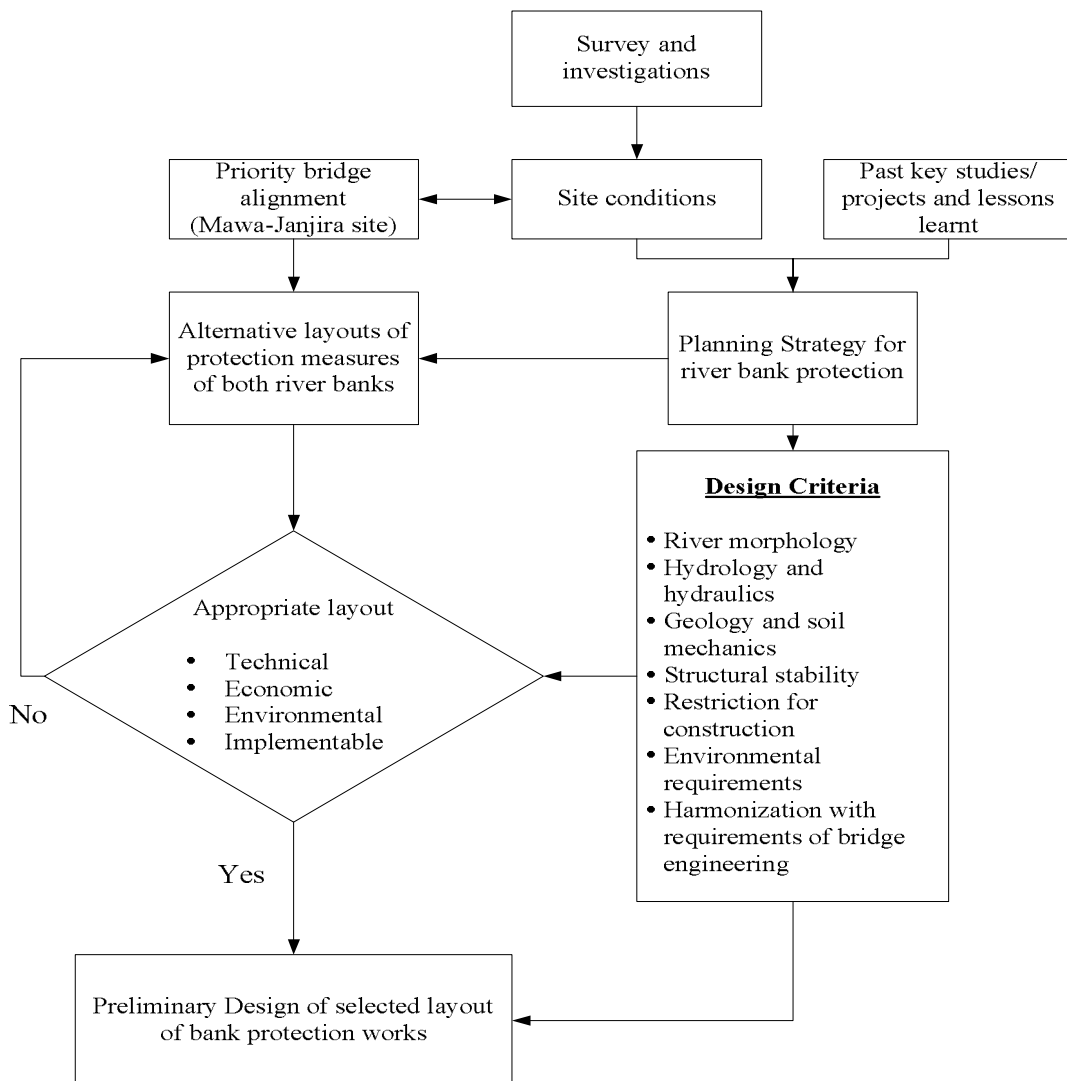 Survey and
investigations
Priority bridge
alignment
(Mawa-Janjira site)
Site conditions
Past key studies/
projects and lessons
learnt
Alternative layouts of
protection measures
of both river banks
Planning Strategy for
river bank protection
Design Criteria
• River morphology
• Hydrology and
hydraulics
• Geology and soil
mechanics
• Structural stability
• Restriction for
construction
• Environmental
requirements
• Harmonization with
requirements of bridge
engineering
Appropriate layout
• Technical
• Economic
• Environmental
• Implementable
No
Yes
Preliminary Design of selected layout
of bank protection works